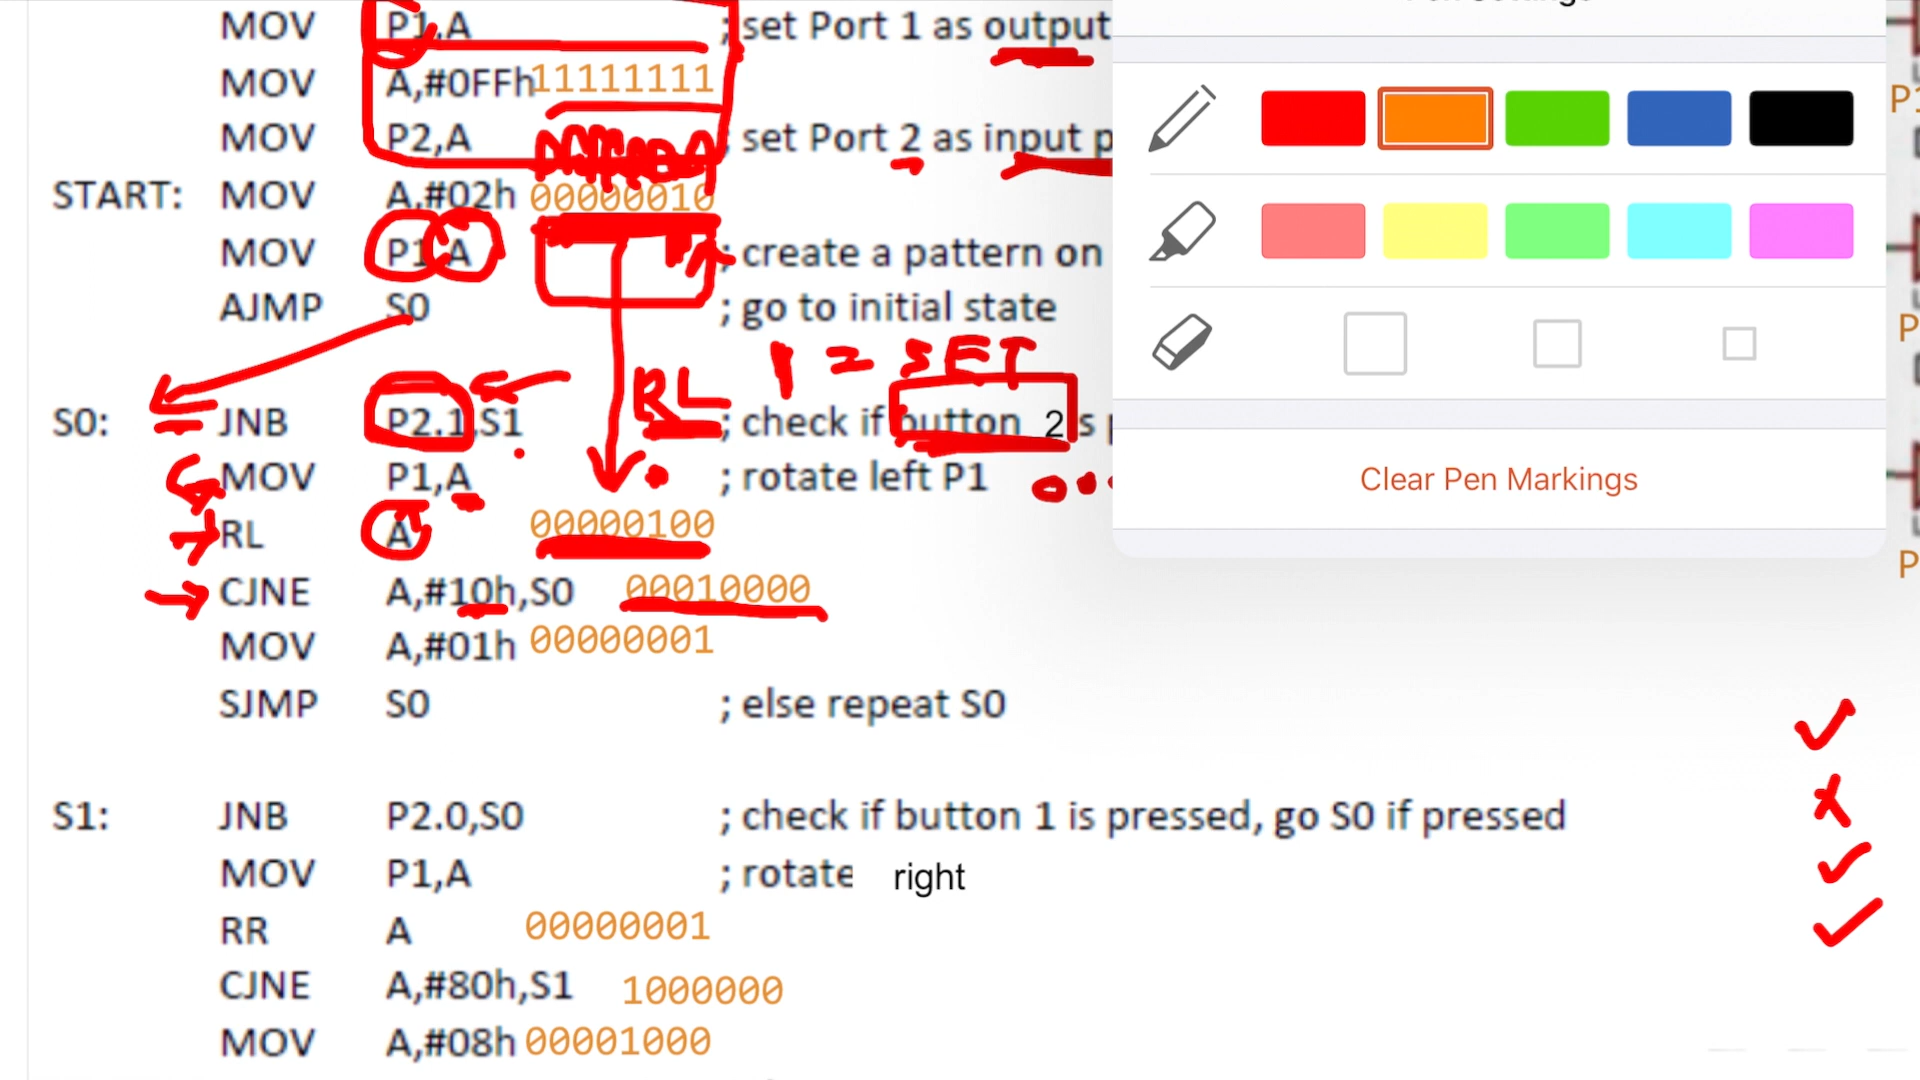 MOV P1,A ; set Port 1 as output
MOV A,#0FFh 11111111
MOV P2,A ; set Port 2 as input p
START: MOV A,#02h 00000010
MOV P1 A ; create a pattern on
AJMP S0 ; go to initial state
1 = SET
RL
S0: JNB P2.1,S1 ; check if button 2 is p
MOV P1,A ; rotate left P1
RL A 00000100
CJNE A,#10h,S0 00010000
MOV A,#01h 00000001
SJMP S0 ; else repeat S0
S1: JNB P2.0,S0 ; check if button 1 is pressed, go S0 if pressed
MOV P1,A ; rotate right
RR A 00000001
CJNE A,#80h,S1 1000000
MOV A,#08h 00001000
Clear Pen Markings
P1
P
P